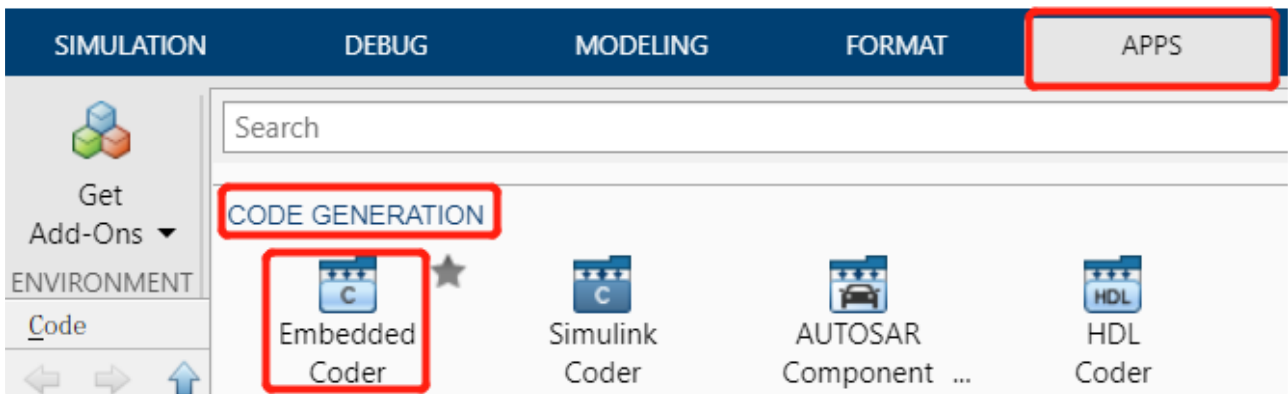 SIMULATION DEBUG MODELING FORMAT APPS
Search
Get
Add-Ons
ENVIRONMENT
Code
CODE GENERATION
C C HDL
Embedded Simulink AUTOSAR HDL
Coder Coder Component ... Coder